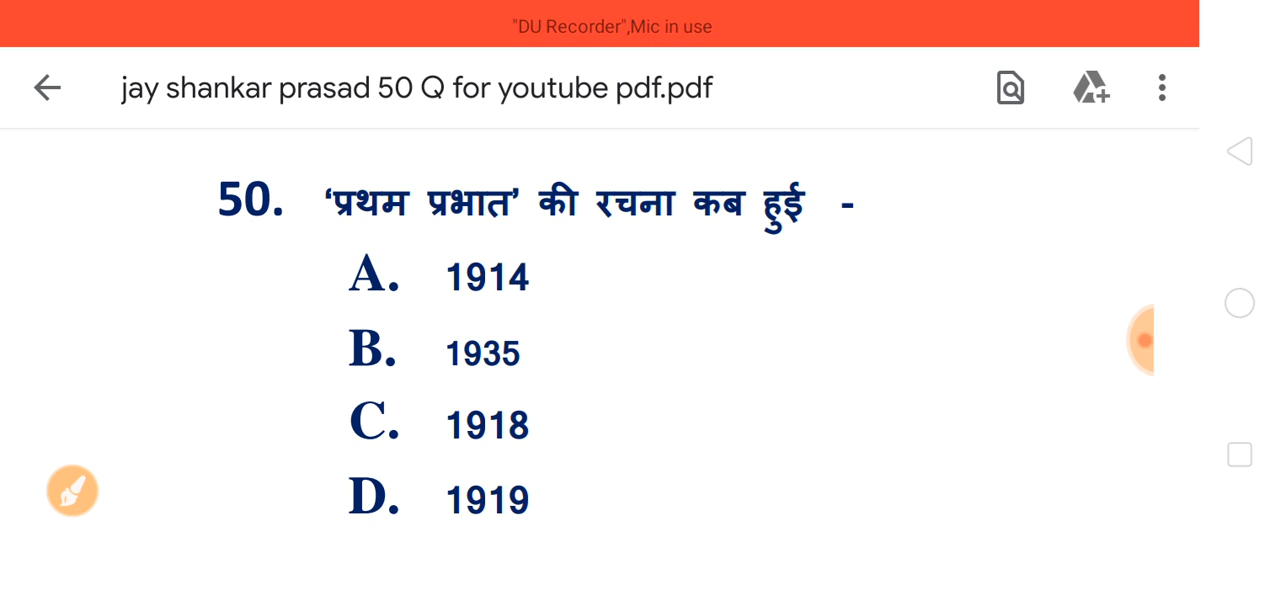 "DU Recorder",Mic in use
jay shankar prasad 50 Q for youtube pdf.pdf
50. ‘प्रथम प्रभात’ की रचना कब हुई -
A. 1914
B. 1935
C. 1918
D. 1919